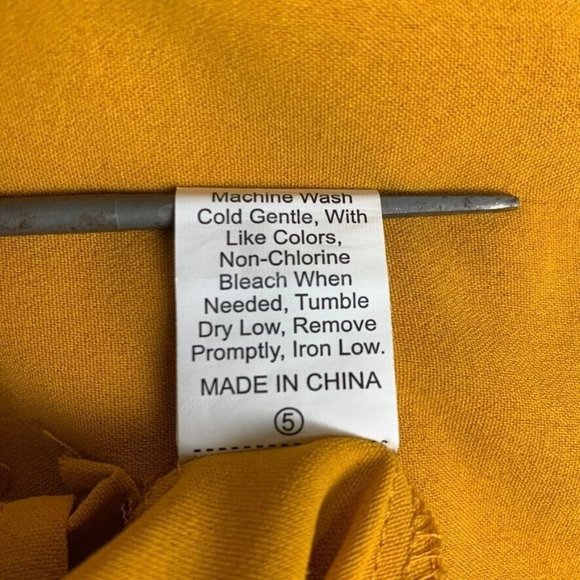 Machine Wash
Cold Gentle, With
Like Colors,
Non-Chlorine
Bleach When
Needed, Tumble
Dry Low, Remove
Promptly, Iron Low.
MADE IN CHINA
⑤